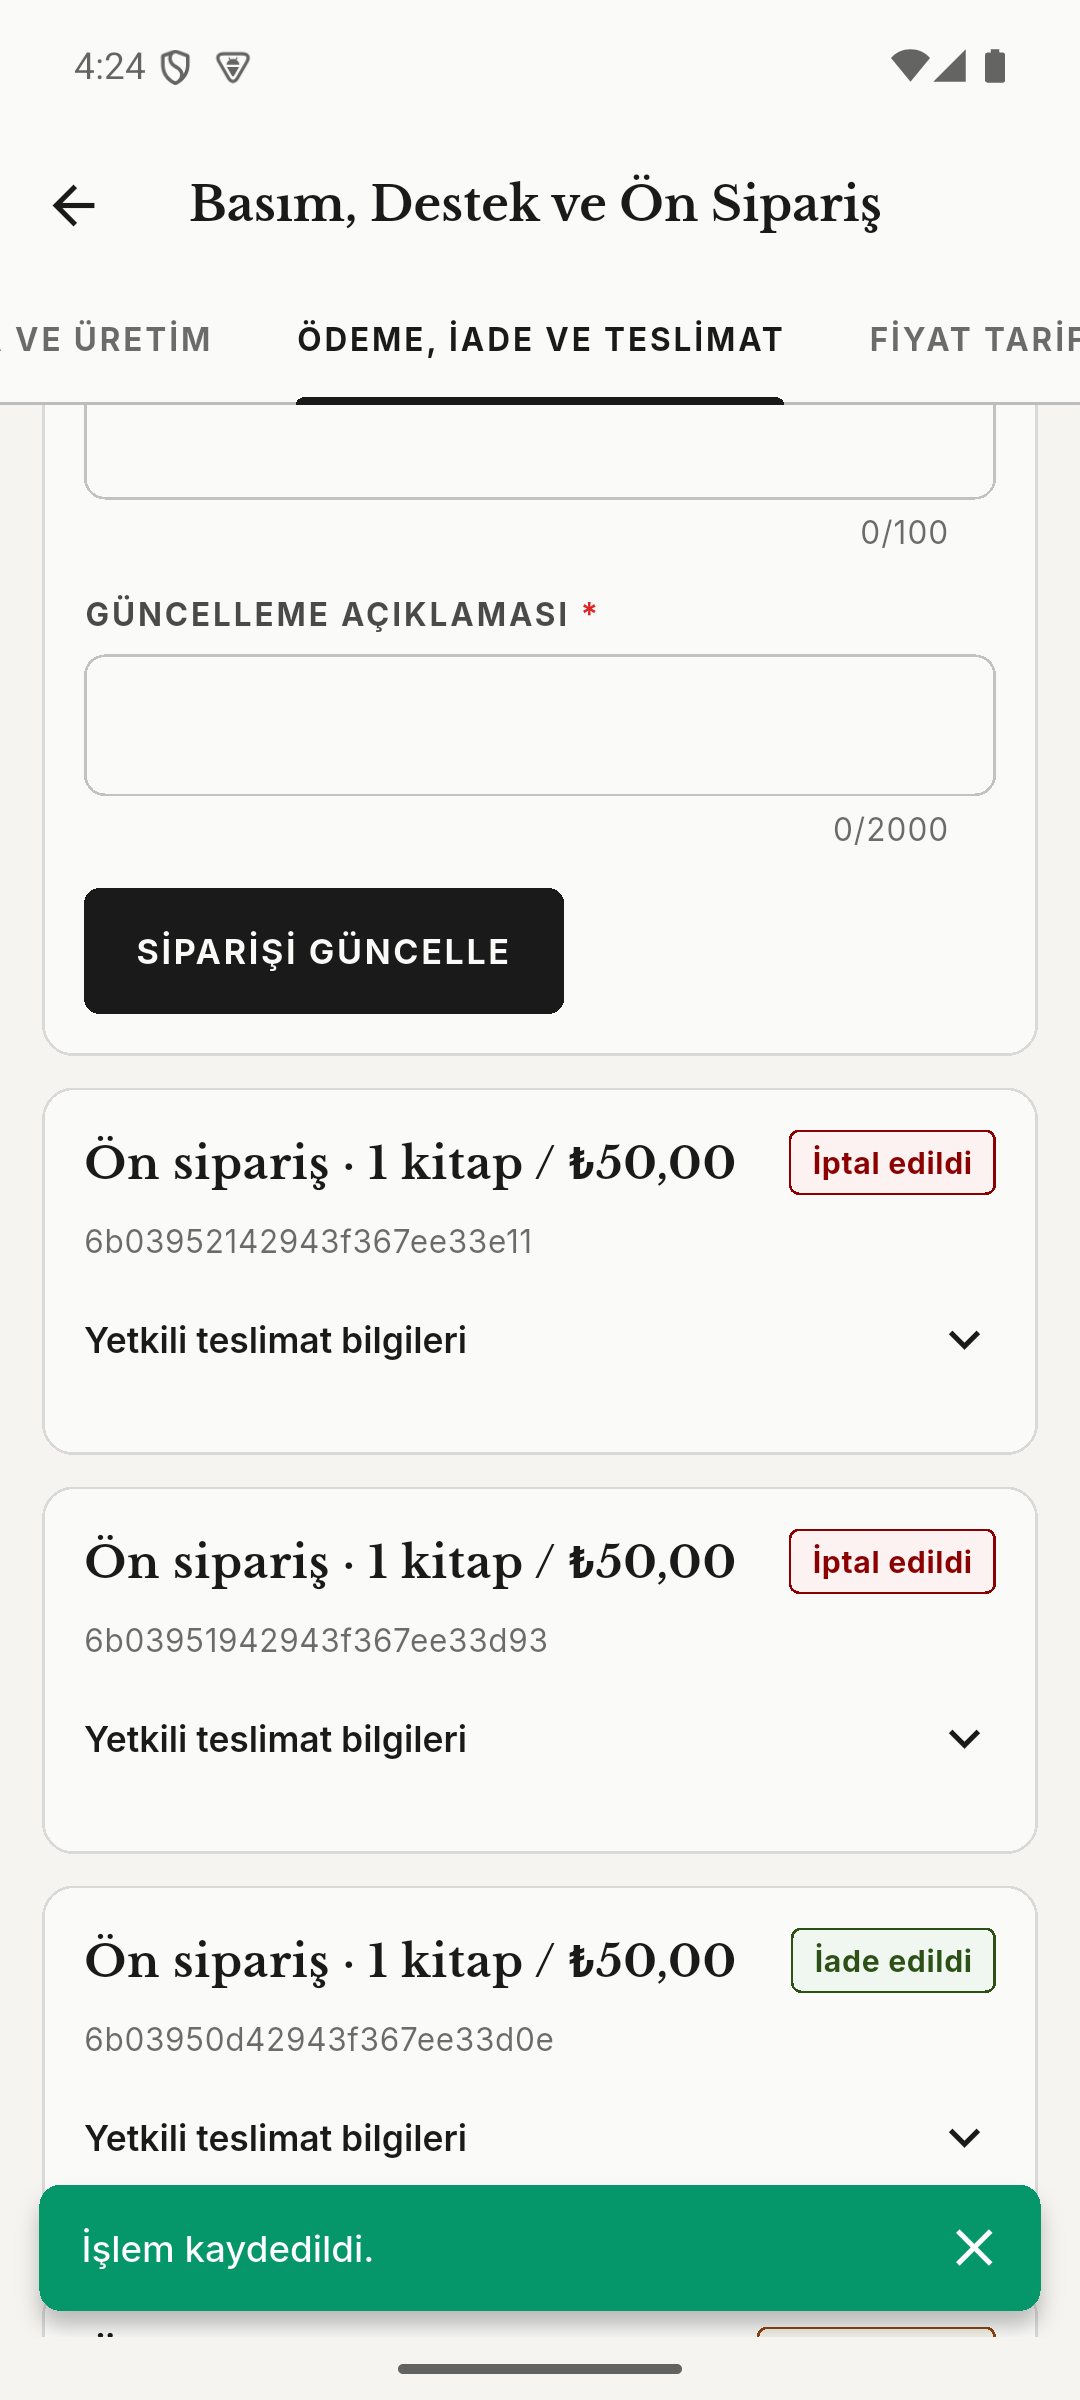 4:24
Basım, Destek ve Ön Sipariş
VE ÜRETİM
ÖDEME, İADE VE TESLİMAT
FİYAT
0/100
GÜNCELLEME AÇIKLAMASI *
0/2000
SİPARİŞİ GÜNCELLE
Ön sipariş · 1 kitap / ₺50,00
İptal edildi
6b03952142943f367ee33e11
Yetkili teslimat bilgileri
Ön sipariş · 1 kitap / ₺50,00
İptal edildi
6b03951942943f367ee33d93
Yetkili teslimat bilgileri
Ön sipariş · 1 kitap / ₺50,00
İade edildi
6b03950d42943f367ee33d0e
Yetkili teslimat bilgileri
İşlem kaydedildi.